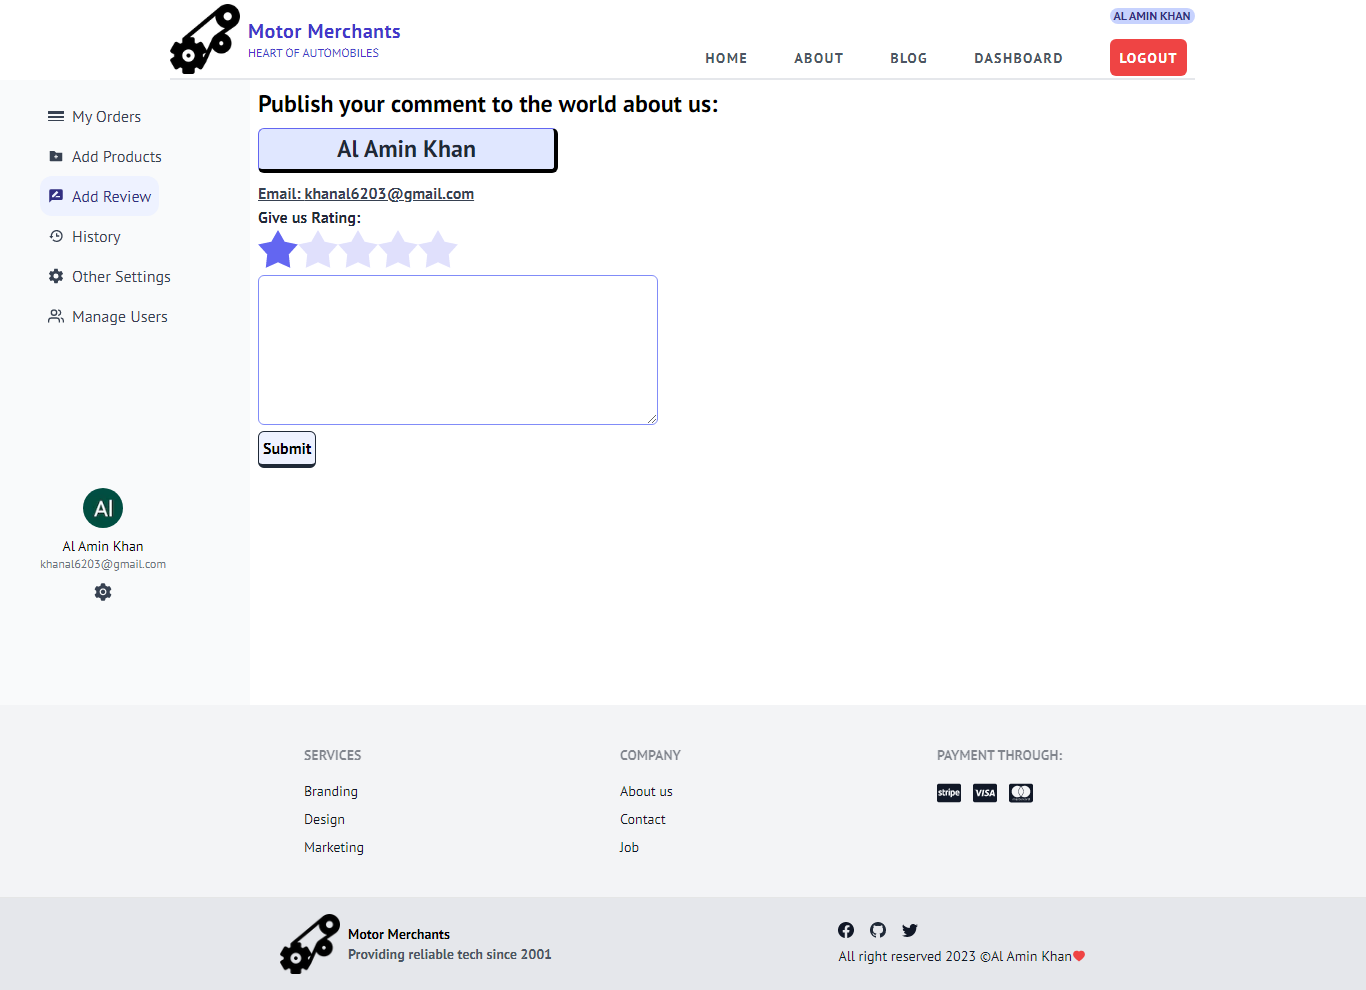 AL AMIN KHAN
Motor Merchants
HEART OF AUTOMOBILES
HOME ABOUT BLOG DASHBOARD LOGOUT
My Orders
Add Products
Add Review
History
Other Settings
Manage Users
Al
Al Amin Khan
khanal6203@gmail.com
Publish your comment to the world about us:
Al Amin Khan
Email: khanal6203@gmail.com
Give us Rating:
Submit
SERVICES
Branding
Design
Marketing
COMPANY
About us
Contact
Job
PAYMENT THROUGH:
stripe VISA
Motor Merchants
Providing reliable tech since 2001
All right reserved 2023 ©Al Amin Khan